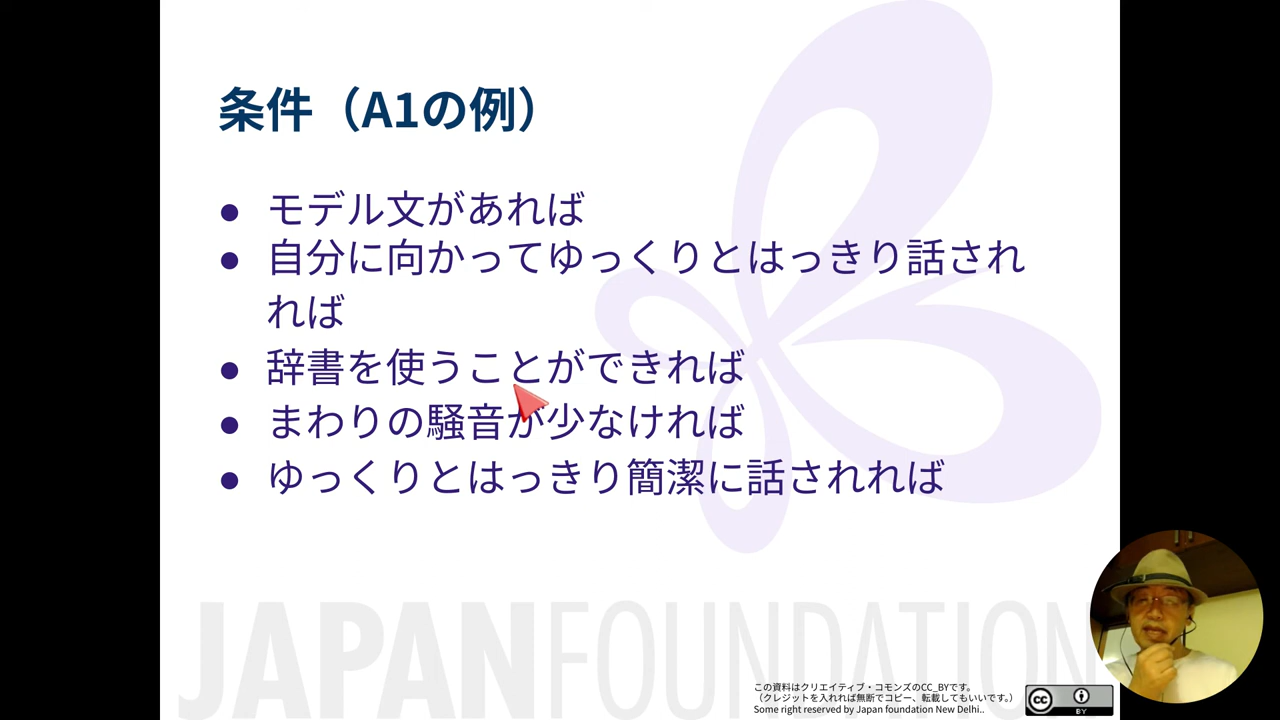 条件（A1の例）
● モデル文があれば
● 自分に向かってゆっくりとはっきり話され
れば
● 辞書を使うことができれば
● まわりの騒音が少なければ
● ゆっくりとはっきり簡潔に話されれば
JAPANFOUNDATION
この資料はクリエイティブ・コモンズのCC_BYです。
（クレジットを入れれば無断でコピー、転載してもいいです。）
Some right reserved by Japan foundation New Delhi..
cc BY